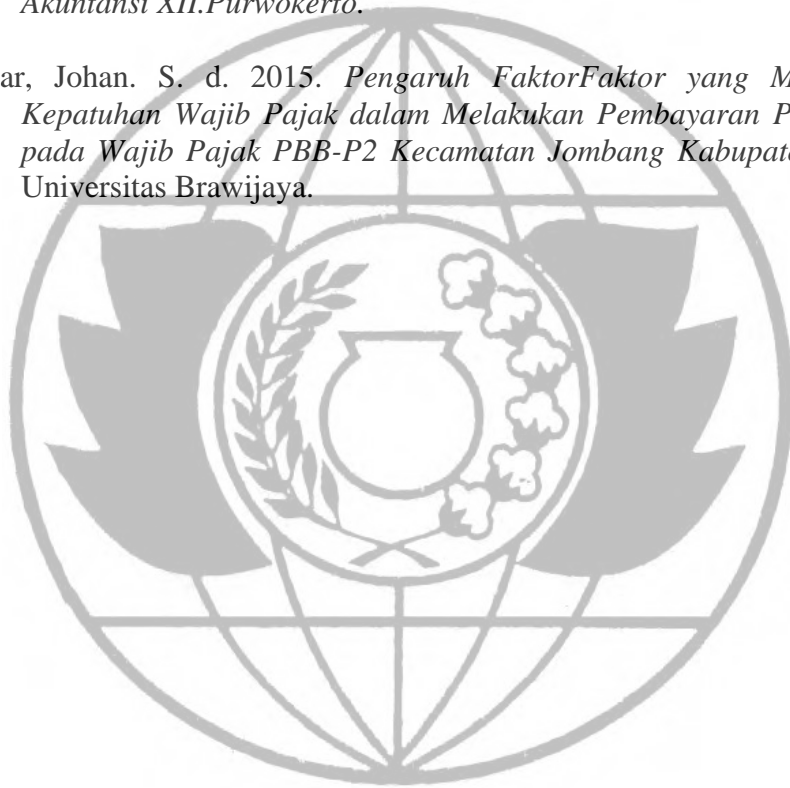 Akuntansi XII.Purwokerto.
ar, Johan. S. d. 2015. Pengaruh FaktorFaktor yang M
Kepatuhan Wajib Pajak dalam Melakukan Pembayaran P
pada Wajib Pajak PBB-P2 Kecamatan Jombang Kabupat
Universitas Brawijaya.